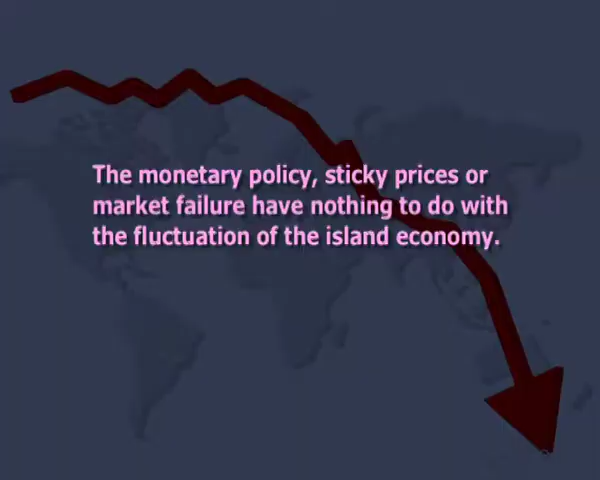 The monetary policy, sticky prices or
market failure have nothing to do with
the fluctuation of the island economy.